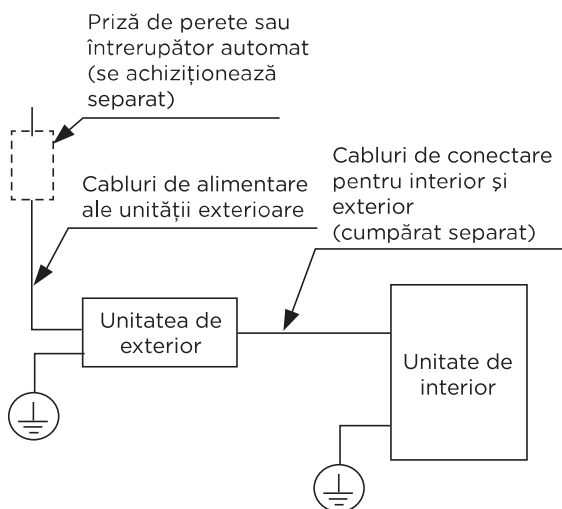 Priză de perete sau
întrerupător automat
(se achiziționează
separat)
Cabluri de conectare
pentru interior și
exterior
(cumpărat separat)
Cabluri de alimentare
ale unității exterioare
Unitatea de
exterior
Unitate de
interior